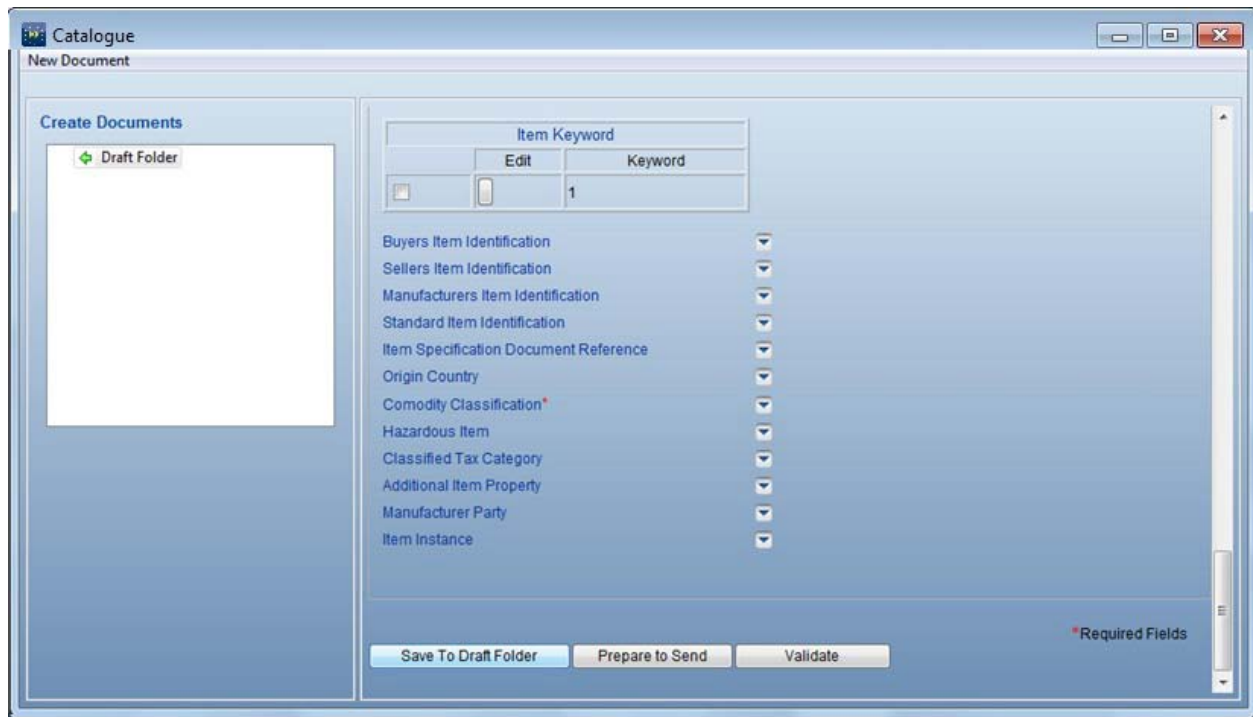 Catalogue
New Document
Create Documents
Draft Folder
Item Keyword
Edit Keyword
1
Buyers Item Identification
Sellers Item Identification
Manufacturers Item Identification
Standard Item Identification
Item Specification Document Reference
Origin Country
Comodity Classification*
Hazardous Item
Classified Tax Category
Additional Item Property
Manufacturer Party
Item Instance
*Required Fields
Save To Draft Folder Prepare to Send Validate